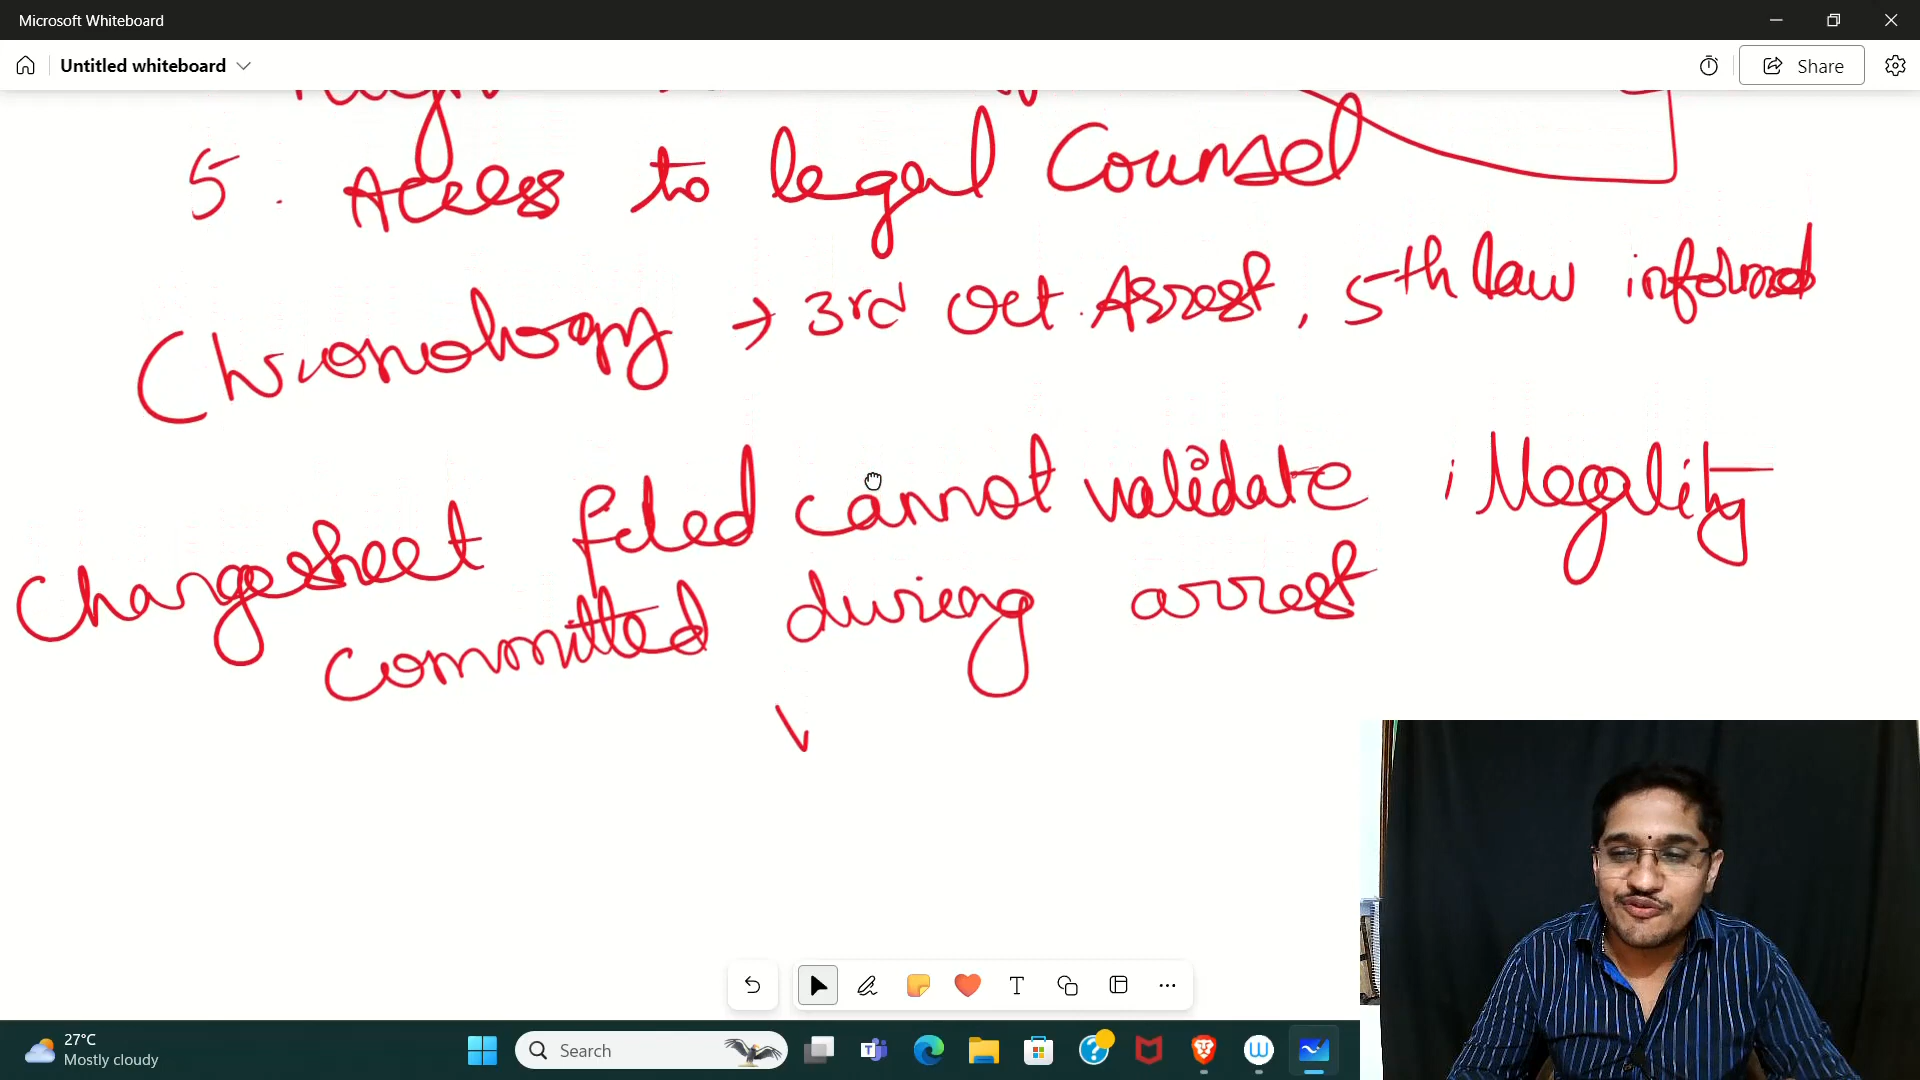 Microsoft Whiteboard
Untitled whiteboard
Share
5. Access to legal Counsel
Chronology → 3rd Oct. Arrest, 5th law informed
Chargesheet filed cannot validate illegality
committed during arrest
T
27°C
Mostly cloudy
Search